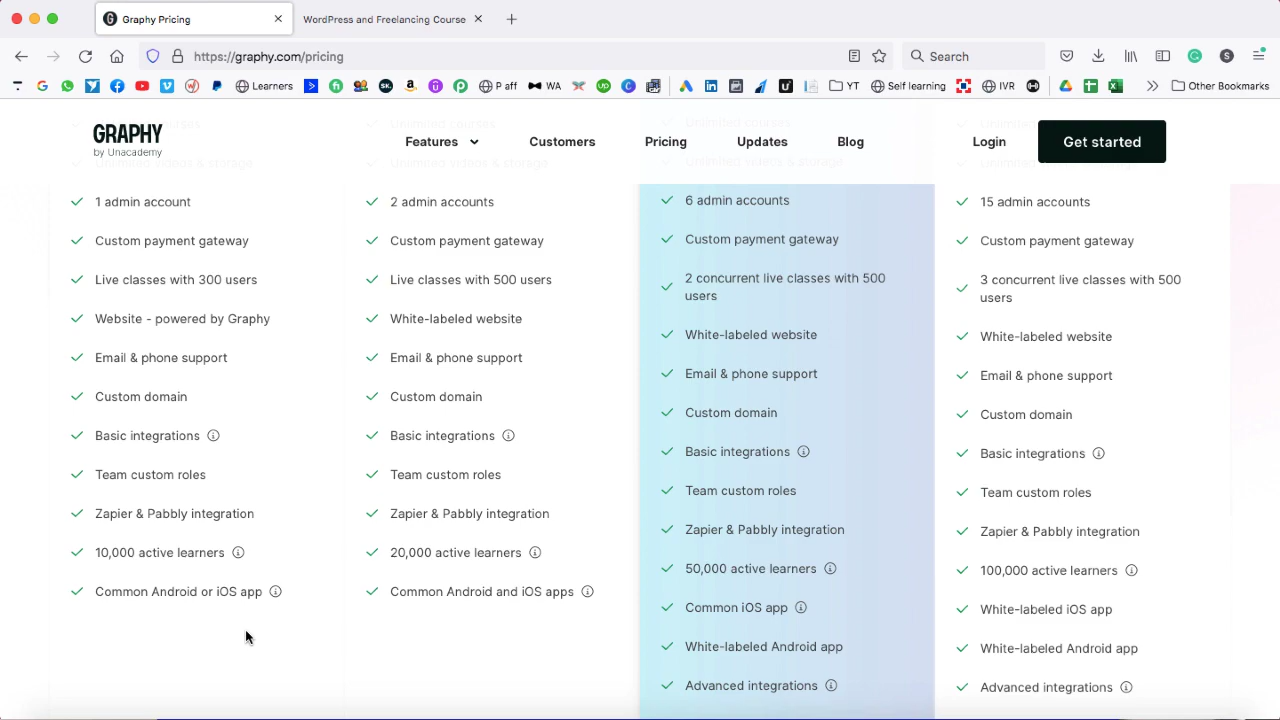 Graphy Pricing
WordPress and Freelancing Course
https://graphy.com/pricing
Search
Learners
P aff
WA
YT
Self learning
IVR
Other Bookmarks
GRAPHY
by Unacademy
Features
Customers
Pricing
Updates
Blog
Login
Get started
1 admin account
Custom payment gateway
Live classes with 300 users
Website - powered by Graphy
Email & phone support
Custom domain
Basic integrations
Team custom roles
Zapier & Pabbly integration
10,000 active learners
Common Android or iOS app
2 admin accounts
Custom payment gateway
Live classes with 500 users
White-labeled website
Email & phone support
Custom domain
Basic integrations
Team custom roles
Zapier & Pabbly integration
20,000 active learners
Common Android and iOS apps
6 admin accounts
Custom payment gateway
2 concurrent live classes with 500
users
White-labeled website
Email & phone support
Custom domain
Basic integrations
Team custom roles
Zapier & Pabbly integration
50,000 active learners
Common iOS app
White-labeled Android app
Advanced integrations
15 admin accounts
Custom payment gateway
3 concurrent live classes with 500
users
White-labeled website
Email & phone support
Custom domain
Basic integrations
Team custom roles
Zapier & Pabbly integration
100,000 active learners
White-labeled iOS app
White-labeled Android app
Advanced integrations